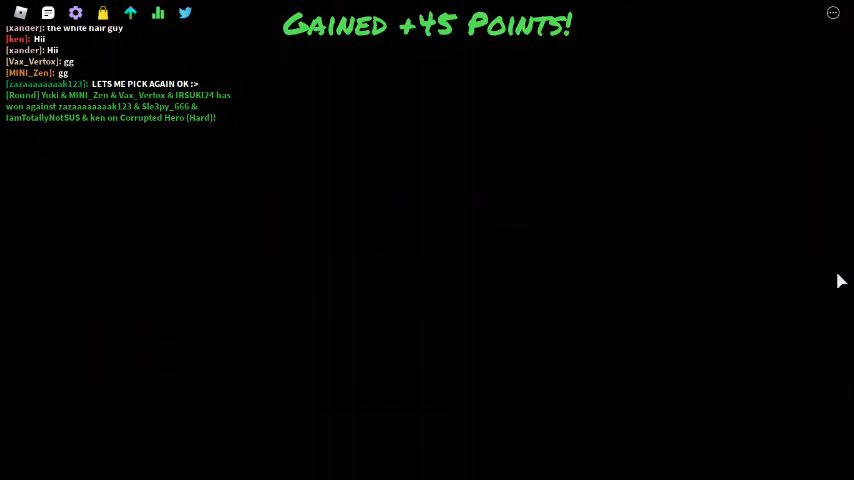 Gained +45 Points!
[xander]: the white hair guy
[ken]: Hii
[xander]: Hii
[Vax_Vertox]: gg
[MINI_Zen]: gg
[zazaaaaaaaak123]: LETS ME PICK AGAIN OK :>
[Round] Yuki & MINI_Zen & Vax_Vertox & IRSUKI24 has
won against zazaaaaaaaak123 & Sle3py_666 &
IamTotallyNotSUS & ken on Corrupted Hero (Hard)!